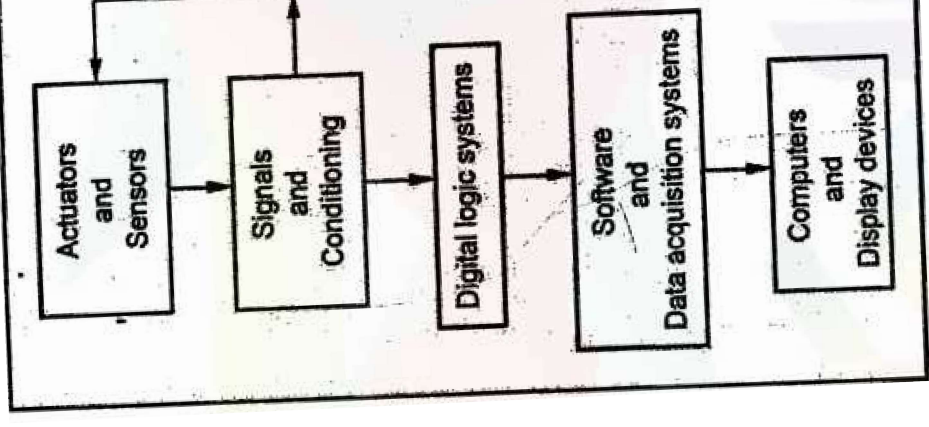 Actuators
and
Sensors
Signals
and
Conditioning
Digital logic systems
Software
and
Data acquisition systems
Computers
and
Display devices